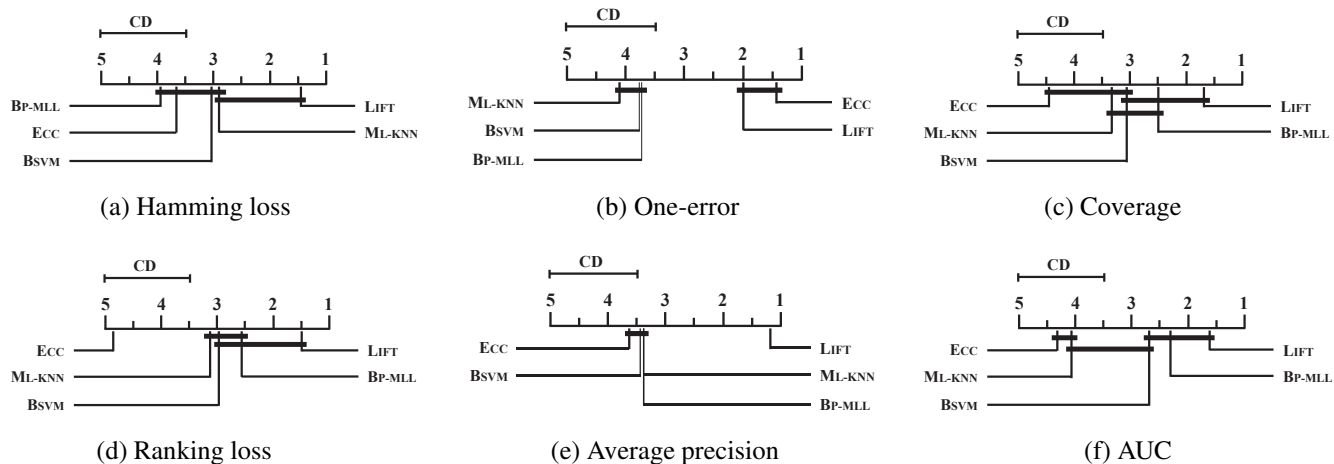 CD
5 4 3 2 1
BP-MLL LIFT
ECC ML-KNN
BSVM
(a) Hamming loss
CD
5 4 3 2 1
ML-KNN ECC
BSVM LIFT
BP-MLL
(b) One-error
CD
5 4 3 2 1
ECC LIFT
ML-KNN BP-MLL
BSVM
(c) Coverage
CD
5 4 3 2 1
ECC LIFT
ML-KNN BP-MLL
BSVM
(d) Ranking loss
CD
5 4 3 2 1
ECC LIFT
BSVM ML-KNN
BP-MLL
(e) Average precision
CD
5 4 3 2 1
ECC LIFT
ML-KNN BP-MLL
BSVM
(f) AUC